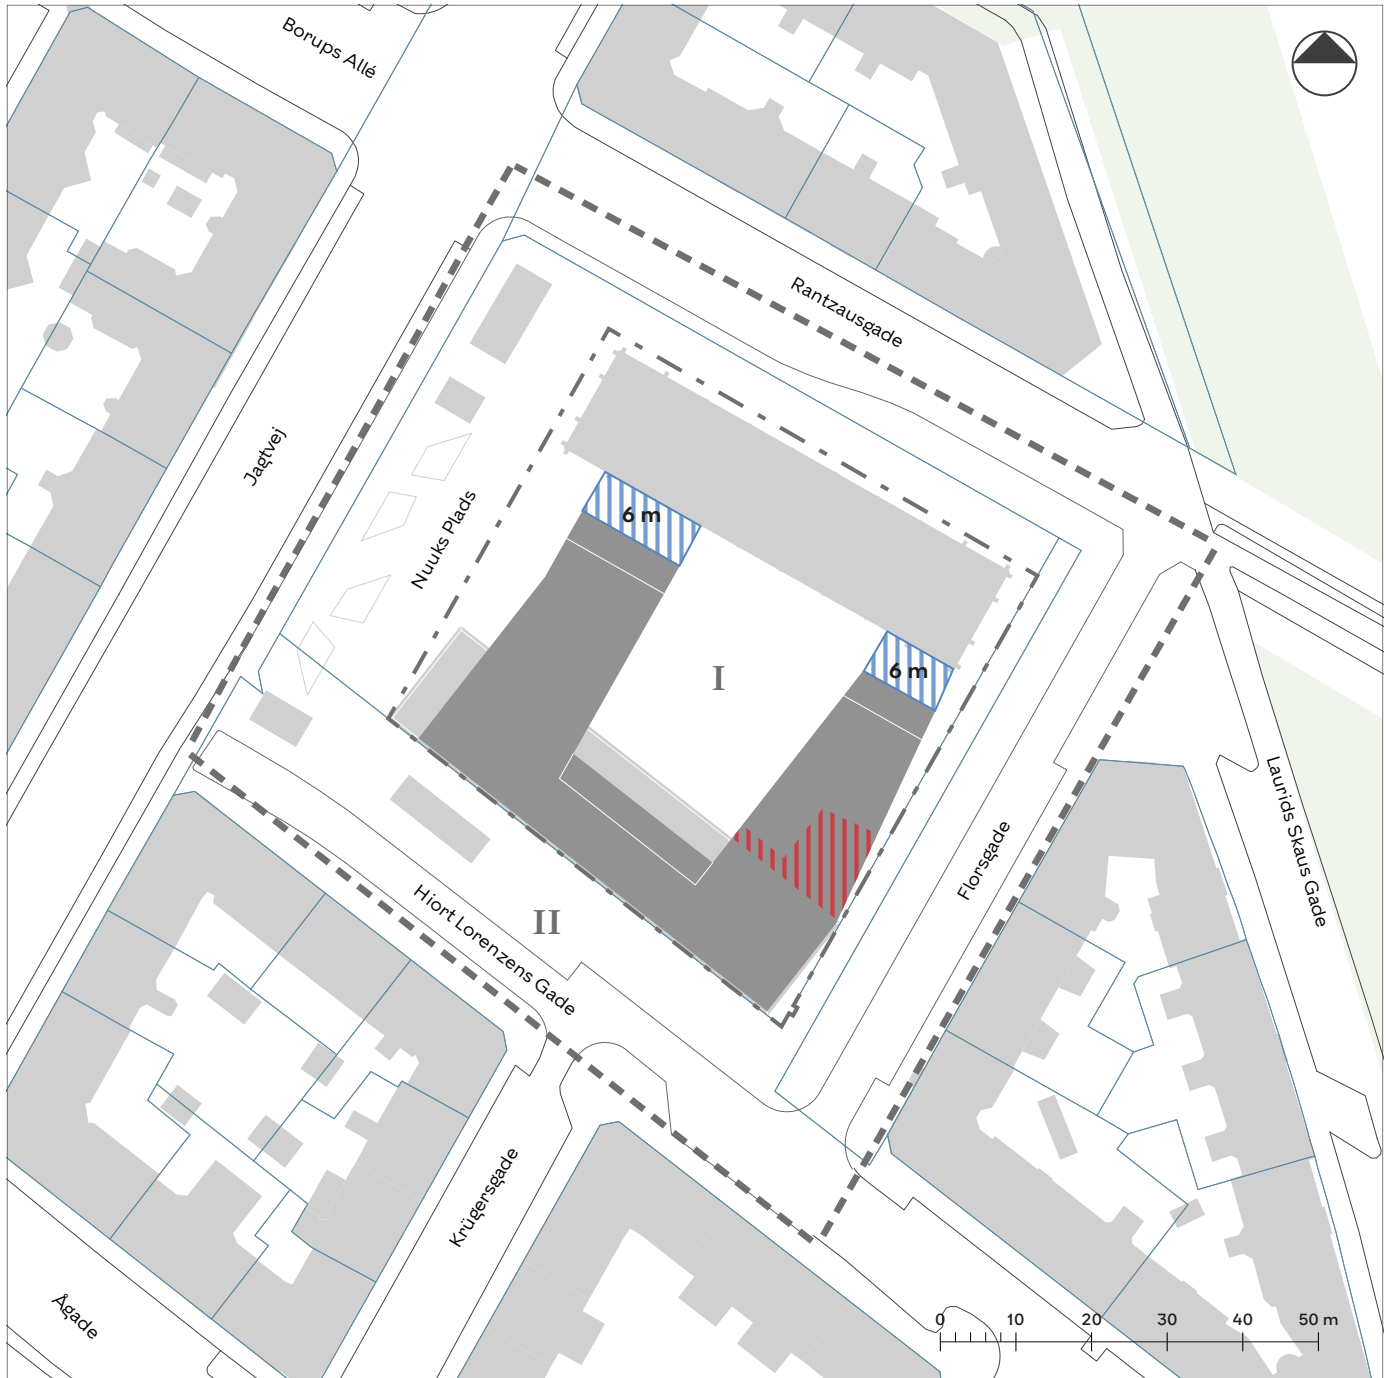 Borups Allé
Rantzausgade
Jagtvej
Nuuks Plads
6 m
6 m
I
Florsgade
Laurids Skaus Gade
Hiort Lorenzens Gade
II
Krügersgade
Ågade
0 10 20 30 40 50 m